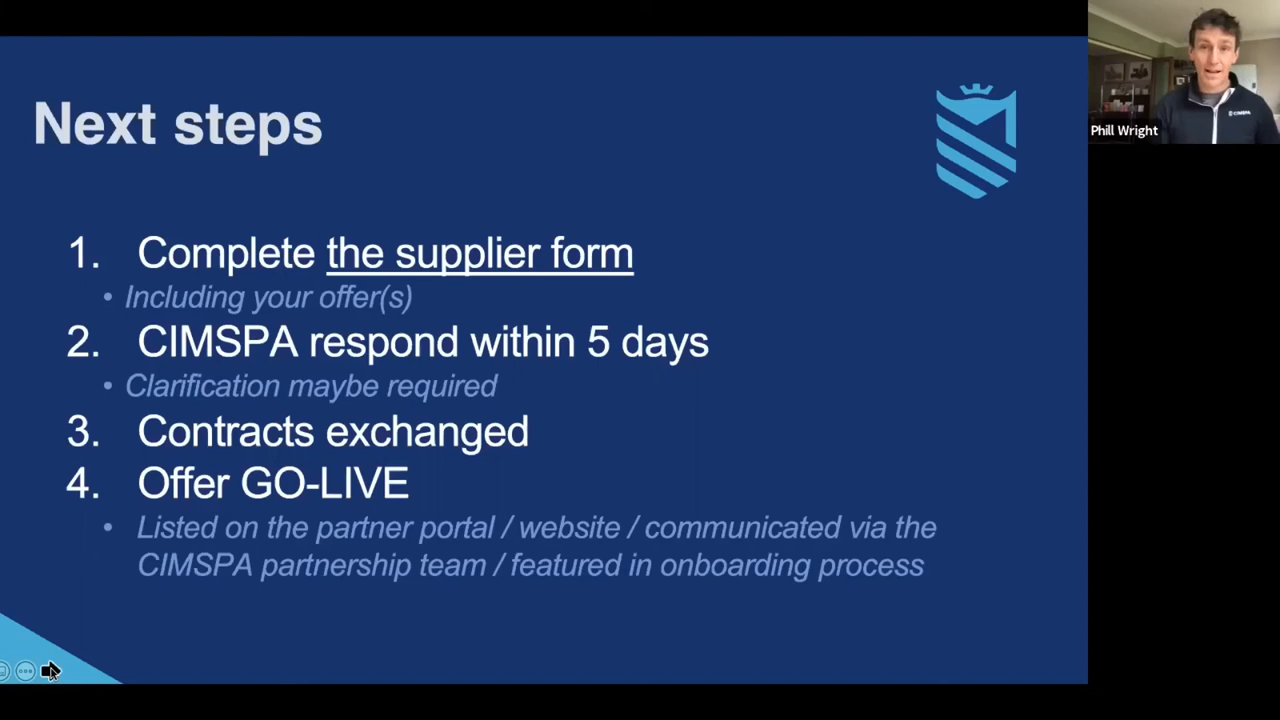 Next steps
1. Complete the supplier form
• Including your offer(s)
2. CIMSPA respond within 5 days
• Clarification maybe required
3. Contracts exchanged
4. Offer GO-LIVE
• Listed on the partner portal / website / communicated via the
CIMSPA partnership team / featured in onboarding process
Phill Wright
CIMSPA